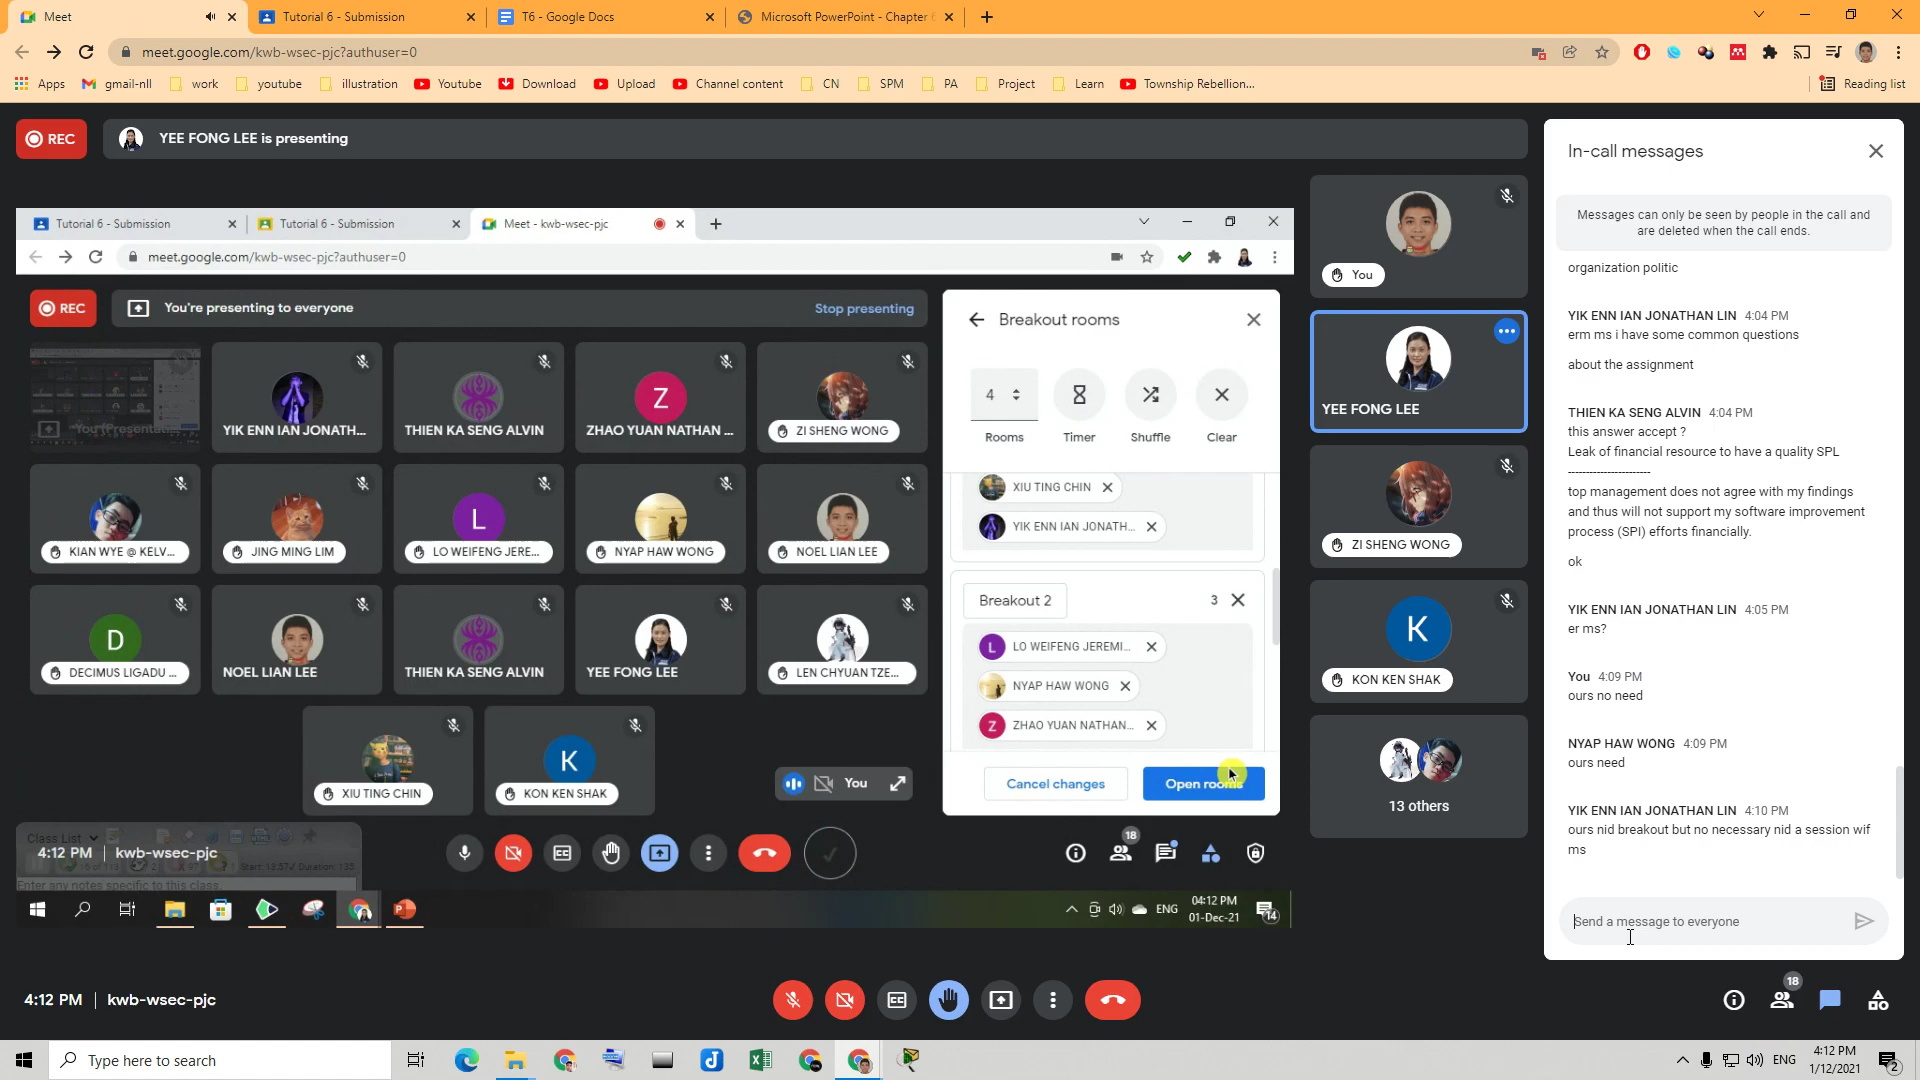 Meet
Tutorial 6 - Submission
T6 - Google Docs
Microsoft PowerPoint - Chapter
meet.google.com/kwb-wsec-pjc?authuser=0
Apps
gmail-nll
work
youtube
illustration
Youtube
Download
Upload
Channel content
CN
SPM
PA
Project
Learn
Township Rebellion...
Reading list
REC
YEE FONG LEE is presenting
Tutorial 6 - Submission
Tutorial 6 - Submission
Meet - kwb-wsec-pjc
meet.google.com/kwb-wsec-pjc?authuser=0
REC
You're presenting to everyone
Stop presenting
You (Presentati...
YIK ENN IAN JONATH...
THIEN KA SENG ALVIN
Z
ZHAO YUAN NATHAN ...
ZI SHENG WONG
KIAN WYE @ KELV...
JING MING LIM
L
LO WEIFENG JERE...
NYAP HAW WONG
NOEL LIAN LEE
D
DECIMUS LIGADU ...
NOEL LIAN LEE
THIEN KA SENG ALVIN
YEE FONG LEE
LEN CHYUAN TZE...
XIU TING CHIN
K
KON KEN SHAK
You
Breakout rooms
4
Rooms
Timer
Shuffle
Clear
XIU TING CHIN
YIK ENN IAN JONATH...
Breakout 2
3
L
LO WEIFENG JEREMI...
NYAP HAW WONG
Z
ZHAO YUAN NATHAN...
Cancel changes
Open rooms
Class List
4:12 PM | kwb-wsec-pjc
Enter any notes specific to this class.
18
ENG
04:12 PM
01-Dec-21
14
You
YEE FONG LEE
ZI SHENG WONG
K
KON KEN SHAK
13 others
In-call messages
Messages can only be seen by people in the call and
are deleted when the call ends.
organization politic
YIK ENN IAN JONATHAN LIN 4:04 PM
erm ms i have some common questions
about the assignment
THIEN KA SENG ALVIN 4:04 PM
this answer accept ?
Leak of financial resource to have a quality SPL
-----------------------
top management does not agree with my findings
and thus will not support my software improvement
process (SPI) efforts financially.
ok
YIK ENN IAN JONATHAN LIN 4:05 PM
er ms?
You 4:09 PM
ours no need
NYAP HAW WONG 4:09 PM
ours need
YIK ENN IAN JONATHAN LIN 4:10 PM
ours nid breakout but no necessary nid a session wif
ms
Send a message to everyone
4:12 PM | kwb-wsec-pjc
18
Type here to search
ENG
4:12 PM
1/12/2021
2